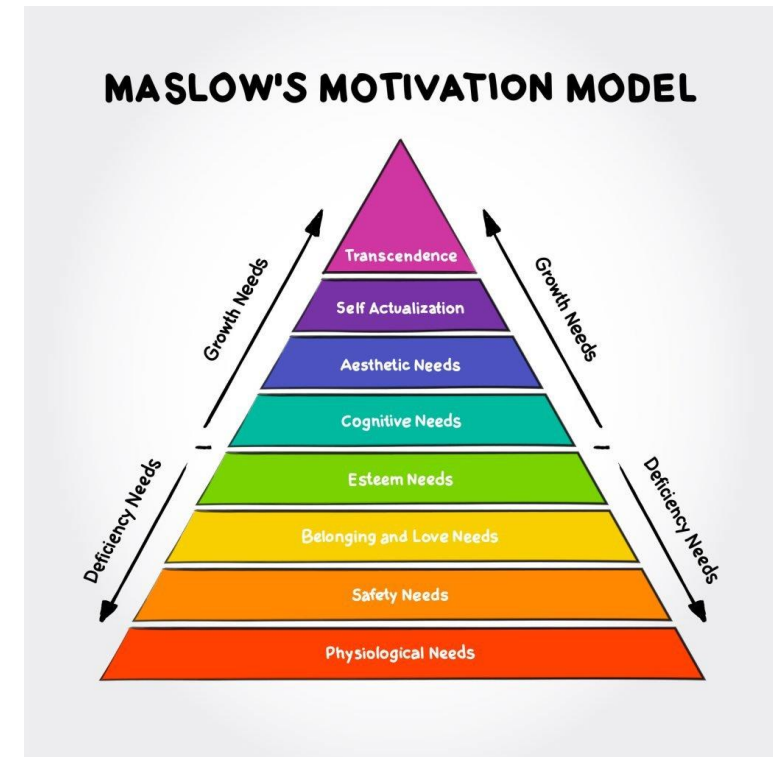 MASLOW'S MOTIVATION MODEL
Transcendence
Growth Needs
Growth Needs
Self Actualization
Aesthetic Needs
Cognitive Needs
Esteem Needs
Deficiency Needs
Deficiency Needs
Belonging and Love Needs
Safety Needs
Physiological Needs